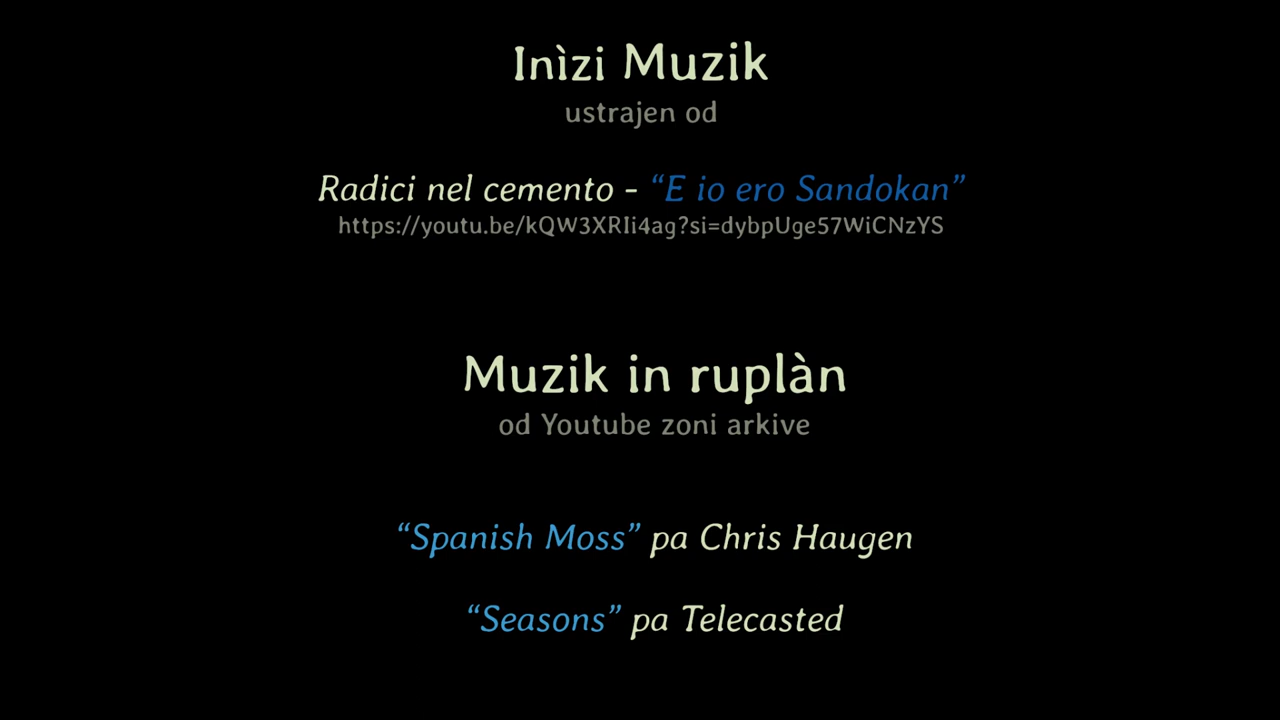 Inìzi Muzik
ustrajen od
Radici nel cemento - “E io ero Sandokan”
https://youtu.be/kQW3XRIi4ag?si=dybpUge57WiCNzYS
Muzik in ruplàn
od Youtube zoni arkive
“Spanish Moss” pa Chris Haugen
“Seasons” pa Telecasted